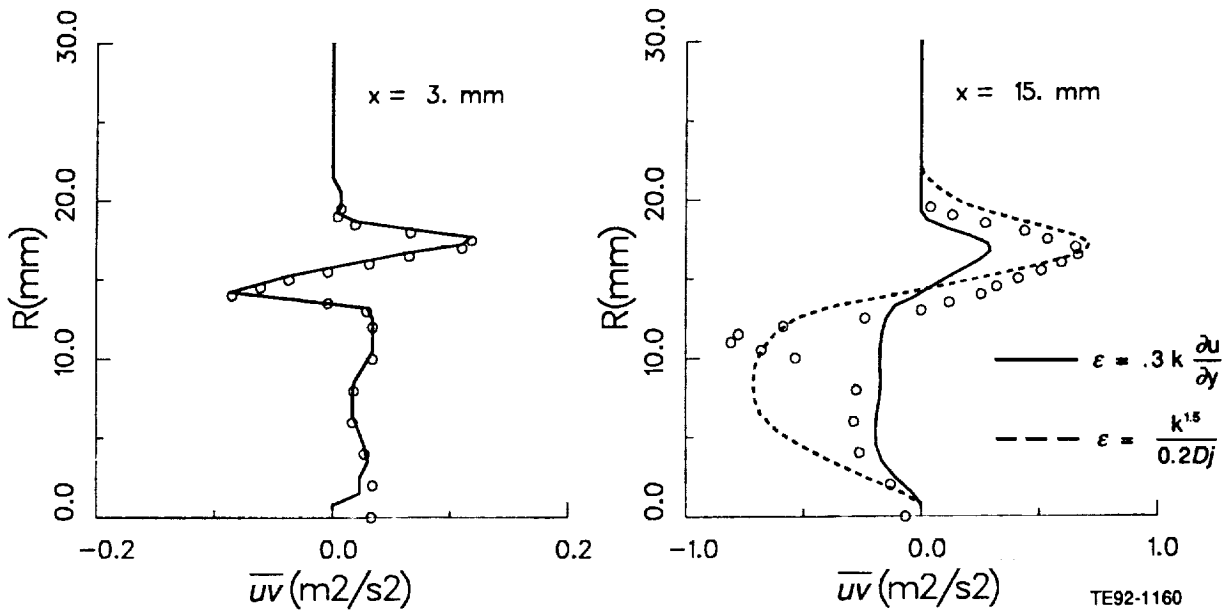 30.0
20.0
10.0
0.0
R(mm)
x = 3. mm
−0.2
0.0
0.2
uv (m2/s2)
30.0
20.0
10.0
0.0
R(mm)
x = 15. mm
ε = .3 k ∂u/∂y
ε = k^1.5/0.2Dj
−1.0
0.0
1.0
uv (m2/s2)
TE92-1160